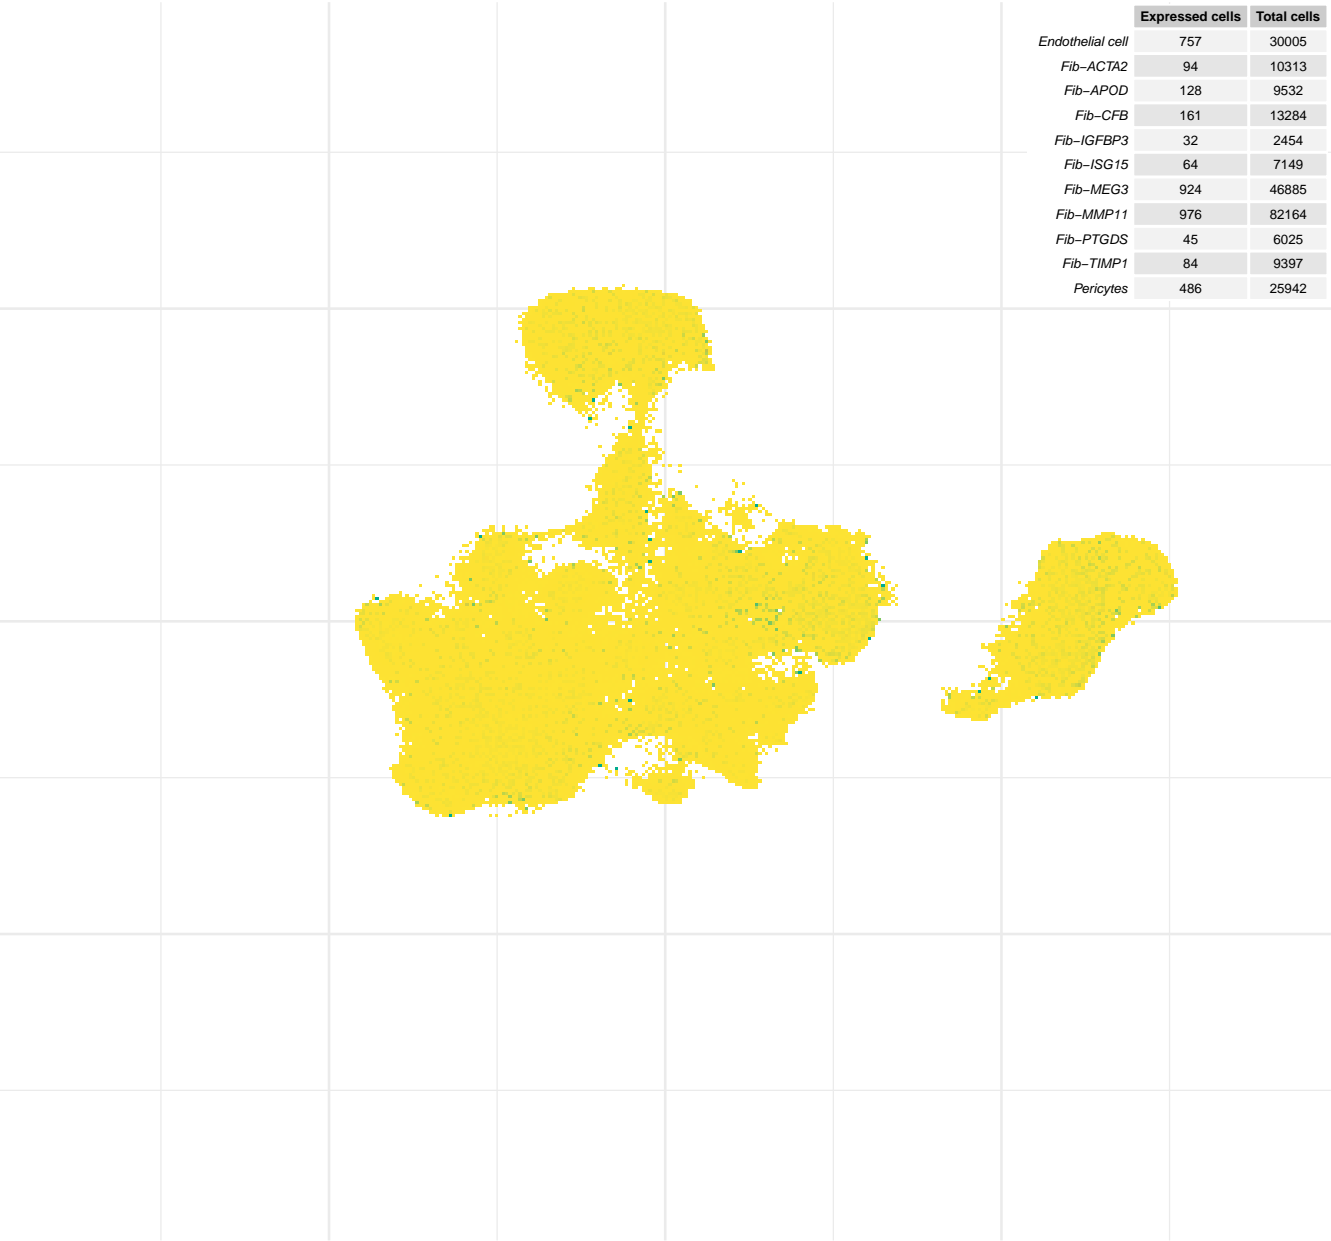 Expressed cells Total cells
Endothelial cell 757 30005
Fib−ACTA2 94 10313
Fib−APOD 128 9532
Fib−CFB 161 13284
Fib−IGFBP3 32 2454
Fib−ISG15 64 7149
Fib−MEG3 924 46885
Fib−MMP11 976 82164
Fib−PTGDS 45 6025
Fib−TIMP1 84 9397
Pericytes 486 25942